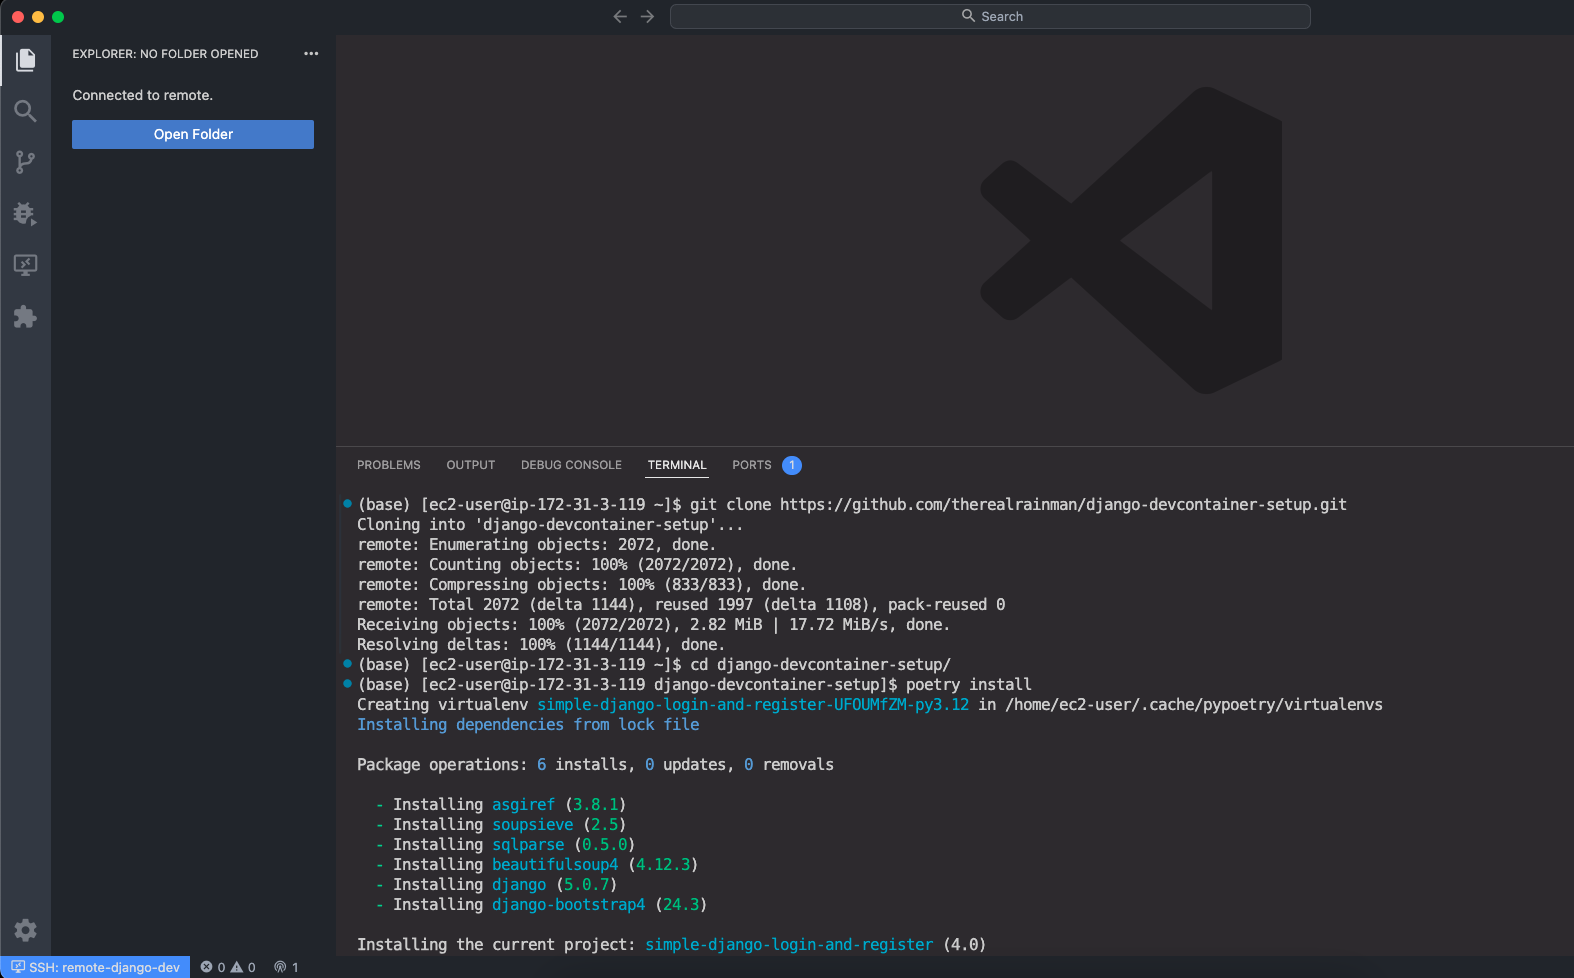 Search
EXPLORER: NO FOLDER OPENED
Connected to remote.
Open Folder
PROBLEMS OUTPUT DEBUG CONSOLE TERMINAL PORTS 1
(base) [ec2-user@ip-172-31-3-119 ~]$ git clone https://github.com/therealrainman/django-devcontainer-setup.git
Cloning into 'django-devcontainer-setup'...
remote: Enumerating objects: 2072, done.
remote: Counting objects: 100% (2072/2072), done.
remote: Compressing objects: 100% (833/833), done.
remote: Total 2072 (delta 1144), reused 1997 (delta 1108), pack-reused 0
Receiving objects: 100% (2072/2072), 2.82 MiB | 17.72 MiB/s, done.
Resolving deltas: 100% (1144/1144), done.
(base) [ec2-user@ip-172-31-3-119 ~]$ cd django-devcontainer-setup/
(base) [ec2-user@ip-172-31-3-119 django-devcontainer-setup]$ poetry install
Creating virtualenv simple-django-login-and-register-UFOUMfZM-py3.12 in /home/ec2-user/.cache/pypoetry/virtualenvs
Installing dependencies from lock file
Package operations: 6 installs, 0 updates, 0 removals
- Installing asgiref (3.8.1)
- Installing soupsieve (2.5)
- Installing sqlparse (0.5.0)
- Installing beautifulsoup4 (4.12.3)
- Installing django (5.0.7)
- Installing django-bootstrap4 (24.3)
Installing the current project: simple-django-login-and-register (4.0)
SSH: remote-django-dev 0 0 1